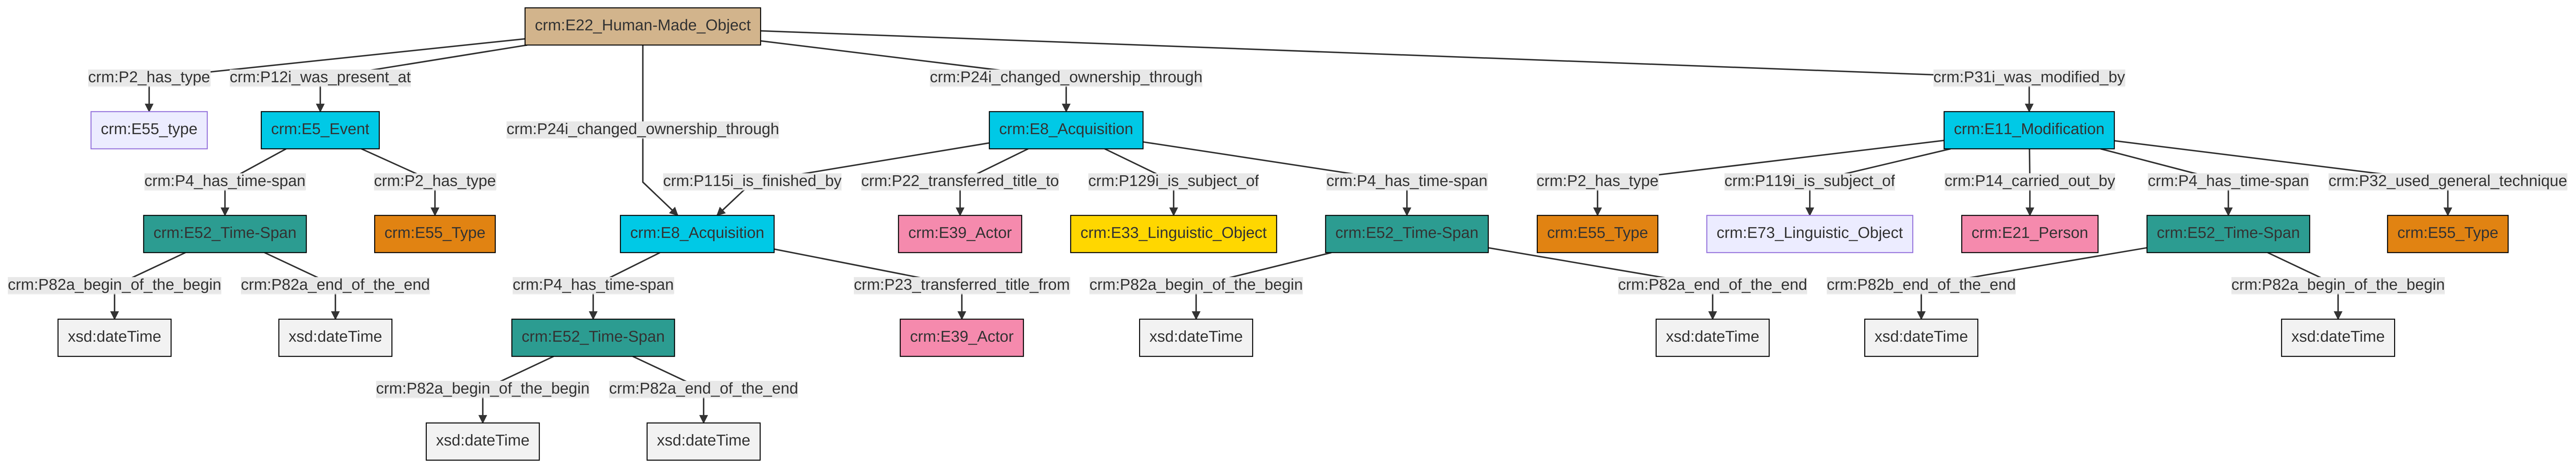 crm:E22_Human-Made_Object
crm:P2_has_type
crm:P12i_was_present_at
crm:P24i_changed_ownership_through
crm:P31i_was_modified_by
crm:E55_type
crm:E5_Event
crm:P24i_changed_ownership_through
crm:E8_Acquisition
crm:E11_Modification
crm:P4_has_time-span
crm:P2_has_type
crm:P115i_is_finished_by
crm:P22_transferred_title_to
crm:P129i_is_subject_of
crm:P4_has_time-span
crm:P2_has_type
crm:P119i_is_subject_of
crm:P14_carried_out_by
crm:P4_has_time-span
crm:P32_used_general_technique
crm:E52_Time-Span
crm:E55_Type
crm:E8_Acquisition
crm:E39_Actor
crm:E33_Linguistic_Object
crm:E52_Time-Span
crm:E55_Type
crm:E73_Linguistic_Object
crm:E21_Person
crm:E52_Time-Span
crm:E55_Type
crm:P82a_begin_of_the_begin
crm:P82a_end_of_the_end
crm:P4_has_time-span
crm:P23_transferred_title_from
crm:P82a_begin_of_the_begin
crm:P82a_end_of_the_end
crm:P82b_end_of_the_end
crm:P82a_begin_of_the_begin
xsd:dateTime
xsd:dateTime
crm:E52_Time-Span
crm:E39_Actor
xsd:dateTime
xsd:dateTime
xsd:dateTime
xsd:dateTime
crm:P82a_begin_of_the_begin
crm:P82a_end_of_the_end
xsd:dateTime
xsd:dateTime